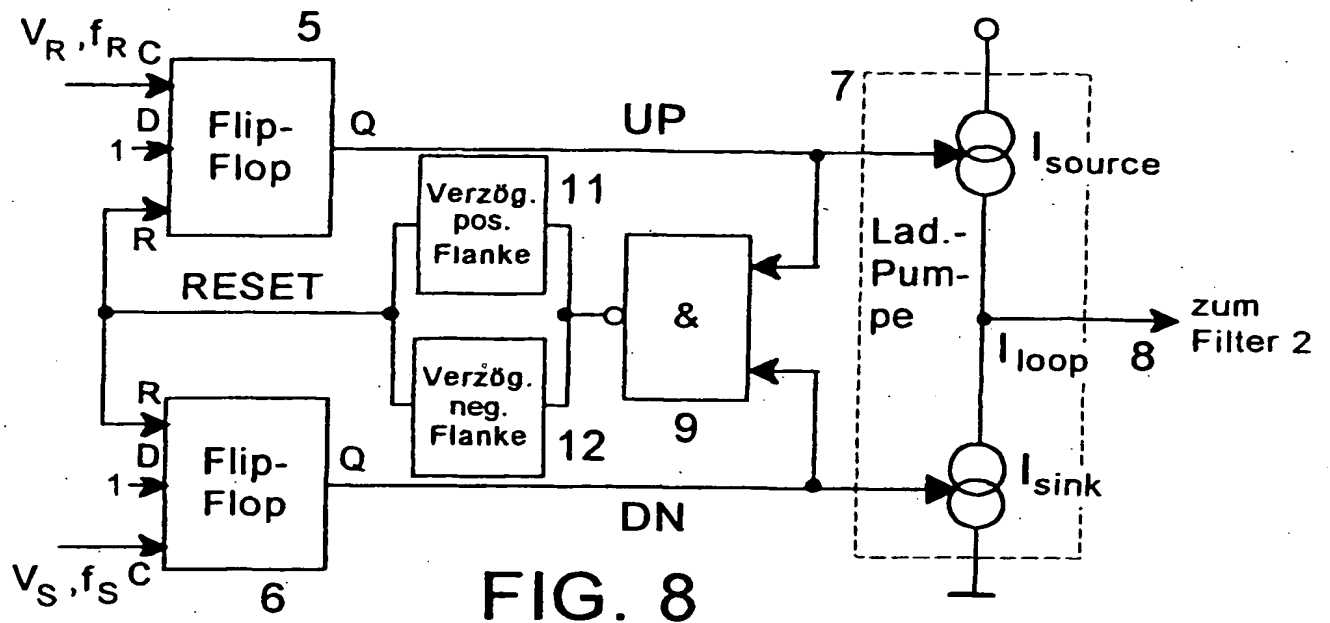 V_R , f_R C
5
D
1
R
Flip-
Flop
Q
UP
7
I_source
Verzög.
pos.
Flanke
11
RESET
&
9
Lad.-
Pum-
pe
zum
Filter 2
I_loop
8
Verzög.
neg.
Flanke
12
R
D
1
Flip-
Flop
Q
DN
I_sink
V_S , f_S C
6
FIG. 8